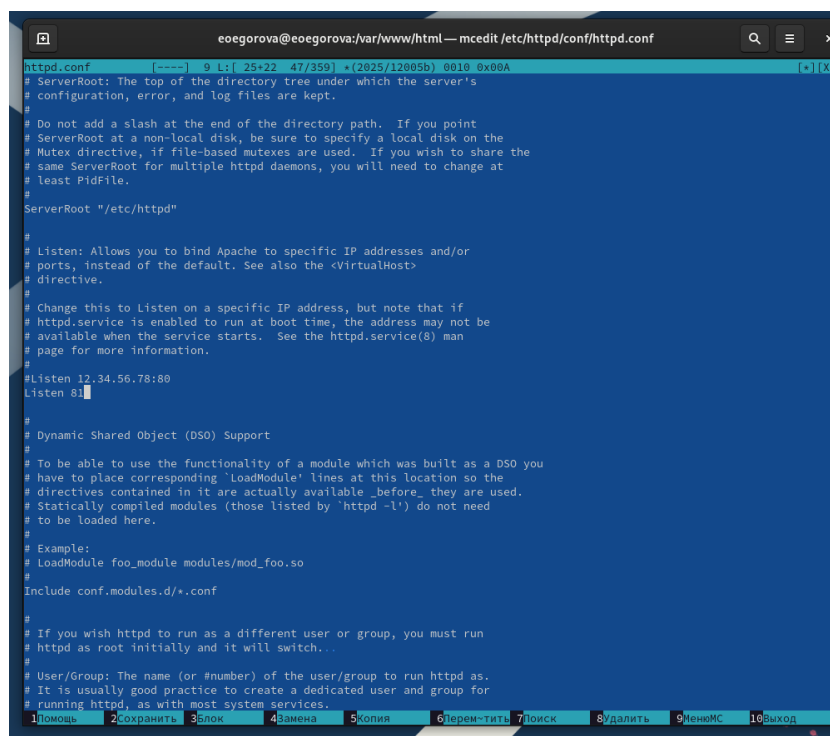 eoegorova@eoegorova:/var/www/html — mcedit /etc/httpd/conf/httpd.conf
httpd.conf [----] 9 L:[ 25+22 47/359] *(2025/12005b) 0010 0x00A [*][X
# ServerRoot: The top of the directory tree under which the server's
# configuration, error, and log files are kept.
#
# Do not add a slash at the end of the directory path. If you point
# ServerRoot at a non-local disk, be sure to specify a local disk on the
# Mutex directive, if file-based mutexes are used. If you wish to share the
# same ServerRoot for multiple httpd daemons, you will need to change at
# least PidFile.
#
ServerRoot "/etc/httpd"
#
# Listen: Allows you to bind Apache to specific IP addresses and/or
# ports, instead of the default. See also the <VirtualHost>
# directive.
#
# Change this to Listen on a specific IP address, but note that if
# httpd.service is enabled to run at boot time, the address may not be
# available when the service starts. See the httpd.service(8) man
# page for more information.
#
#Listen 12.34.56.78:80
Listen 81
#
# Dynamic Shared Object (DSO) Support
#
# To be able to use the functionality of a module which was built as a DSO you
# have to place corresponding `LoadModule' lines at this location so the
# directives contained in it are actually available _before_ they are used.
# Statically compiled modules (those listed by `httpd -l') do not need
# to be loaded here.
#
# Example:
# LoadModule foo_module modules/mod_foo.so
#
Include conf.modules.d/*.conf
#
# If you wish httpd to run as a different user or group, you must run
# httpd as root initially and it will switch...
#
# User/Group: The name (or #number) of the user/group to run httpd as.
# It is usually good practice to create a dedicated user and group for
# running httpd, as with most system services.
1Помощь 2Сохранить 3Блок 4Замена 5Копия 6Перем~тить 7Поиск 8Удалить 9МенюMC 10Выход